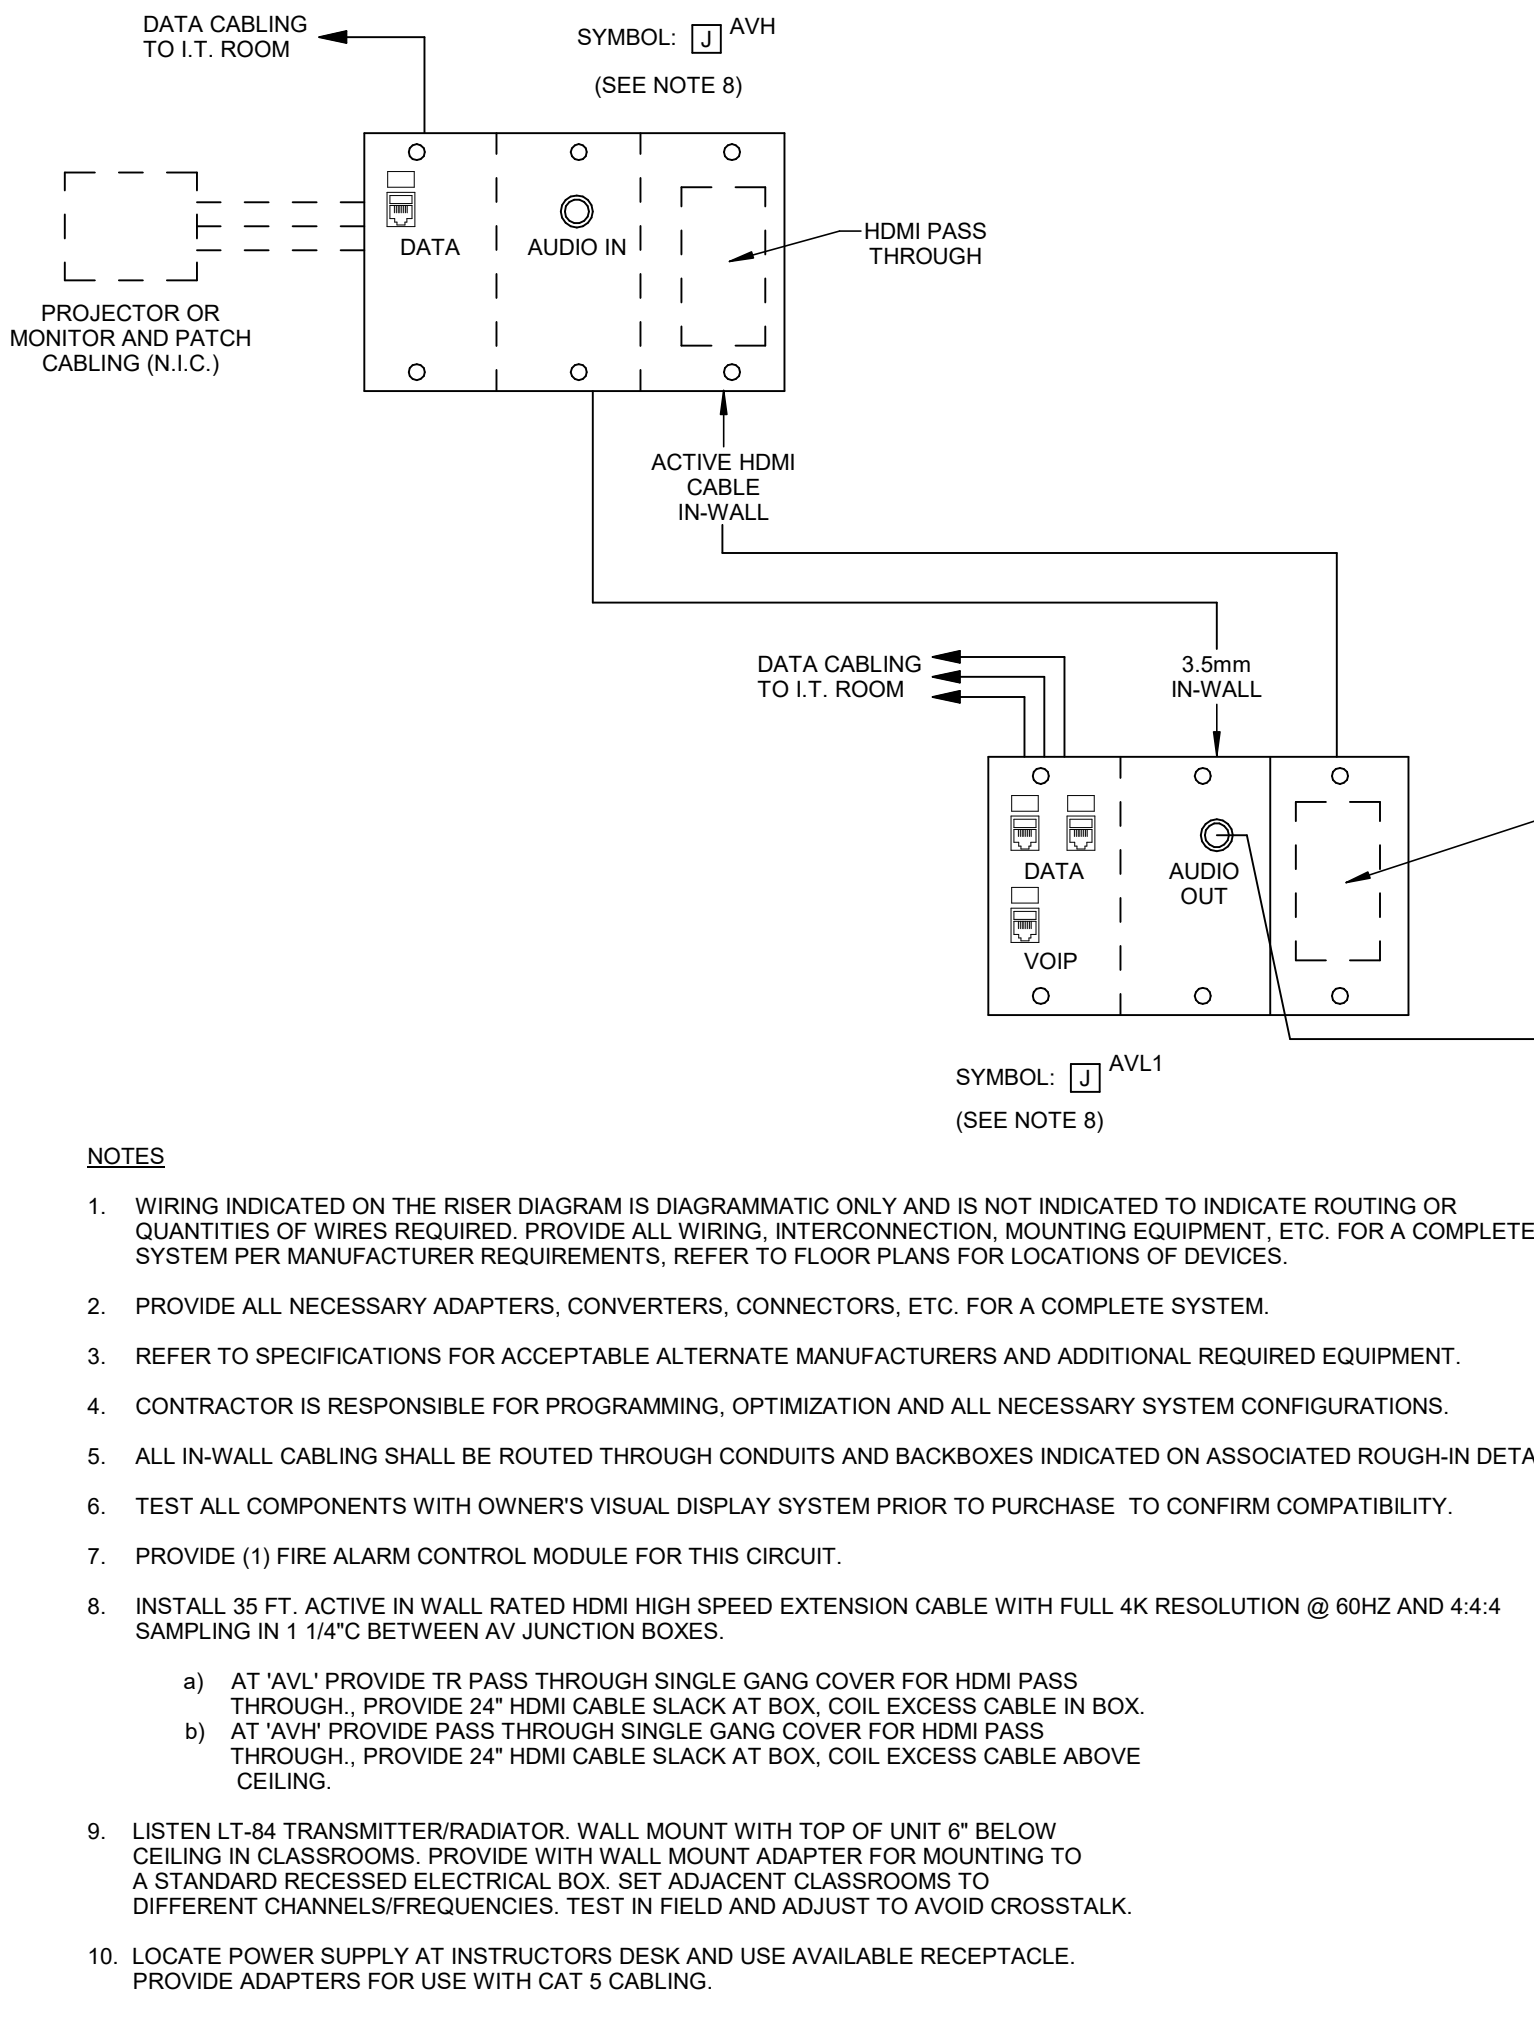 DATA CABLING
TO I.T. ROOM
SYMBOL: J AVH
(SEE NOTE 8)
DATA
AUDIO IN
HDMI PASS
THROUGH
PROJECTOR OR
MONITOR AND PATCH
CABLING (N.I.C.)
ACTIVE HDMI
CABLE
IN-WALL
DATA CABLING
TO I.T. ROOM
3.5mm
IN-WALL
DATA
VOIP
AUDIO
OUT
SYMBOL: J AVL1
(SEE NOTE 8)
NOTES
1. WIRING INDICATED ON THE RISER DIAGRAM IS DIAGRAMMATIC ONLY AND IS NOT INDICATED TO INDICATE ROUTING OR
QUANTITIES OF WIRES REQUIRED. PROVIDE ALL WIRING, INTERCONNECTION, MOUNTING EQUIPMENT, ETC. FOR A COMPLETE
SYSTEM PER MANUFACTURER REQUIREMENTS, REFER TO FLOOR PLANS FOR LOCATIONS OF DEVICES.
2. PROVIDE ALL NECESSARY ADAPTERS, CONVERTERS, CONNECTORS, ETC. FOR A COMPLETE SYSTEM.
3. REFER TO SPECIFICATIONS FOR ACCEPTABLE ALTERNATE MANUFACTURERS AND ADDITIONAL REQUIRED EQUIPMENT.
4. CONTRACTOR IS RESPONSIBLE FOR PROGRAMMING, OPTIMIZATION AND ALL NECESSARY SYSTEM CONFIGURATIONS.
5. ALL IN-WALL CABLING SHALL BE ROUTED THROUGH CONDUITS AND BACKBOXES INDICATED ON ASSOCIATED ROUGH-IN
6. TEST ALL COMPONENTS WITH OWNER'S VISUAL DISPLAY SYSTEM PRIOR TO PURCHASE TO CONFIRM COMPATIBILITY.
7. PROVIDE (1) FIRE ALARM CONTROL MODULE FOR THIS CIRCUIT.
8. INSTALL 35 FT. ACTIVE IN WALL RATED HDMI HIGH SPEED EXTENSION CABLE WITH FULL 4K RESOLUTION @ 60HZ AND 4:4:4
SAMPLING IN 1 1/4"C BETWEEN AV JUNCTION BOXES.
a) AT 'AVL' PROVIDE TR PASS THROUGH SINGLE GANG COVER FOR HDMI PASS
THROUGH., PROVIDE 24" HDMI CABLE SLACK AT BOX, COIL EXCESS CABLE IN BOX.
b) AT 'AVH' PROVIDE PASS THROUGH SINGLE GANG COVER FOR HDMI PASS
THROUGH., PROVIDE 24" HDMI CABLE SLACK AT BOX, COIL EXCESS CABLE ABOVE
CEILING.
9. LISTEN LT-84 TRANSMITTER/RADIATOR. WALL MOUNT WITH TOP OF UNIT 6" BELOW
CEILING IN CLASSROOMS. PROVIDE WITH WALL MOUNT ADAPTER FOR MOUNTING TO
A STANDARD RECESSED ELECTRICAL BOX. SET ADJACENT CLASSROOMS TO
DIFFERENT CHANNELS/FREQUENCIES. TEST IN FIELD AND ADJUST TO AVOID CROSSTALK.
10. LOCATE POWER SUPPLY AT INSTRUCTORS DESK AND USE AVAILABLE RECEPTACLE.
PROVIDE ADAPTERS FOR USE WITH CAT 5 CABLING.